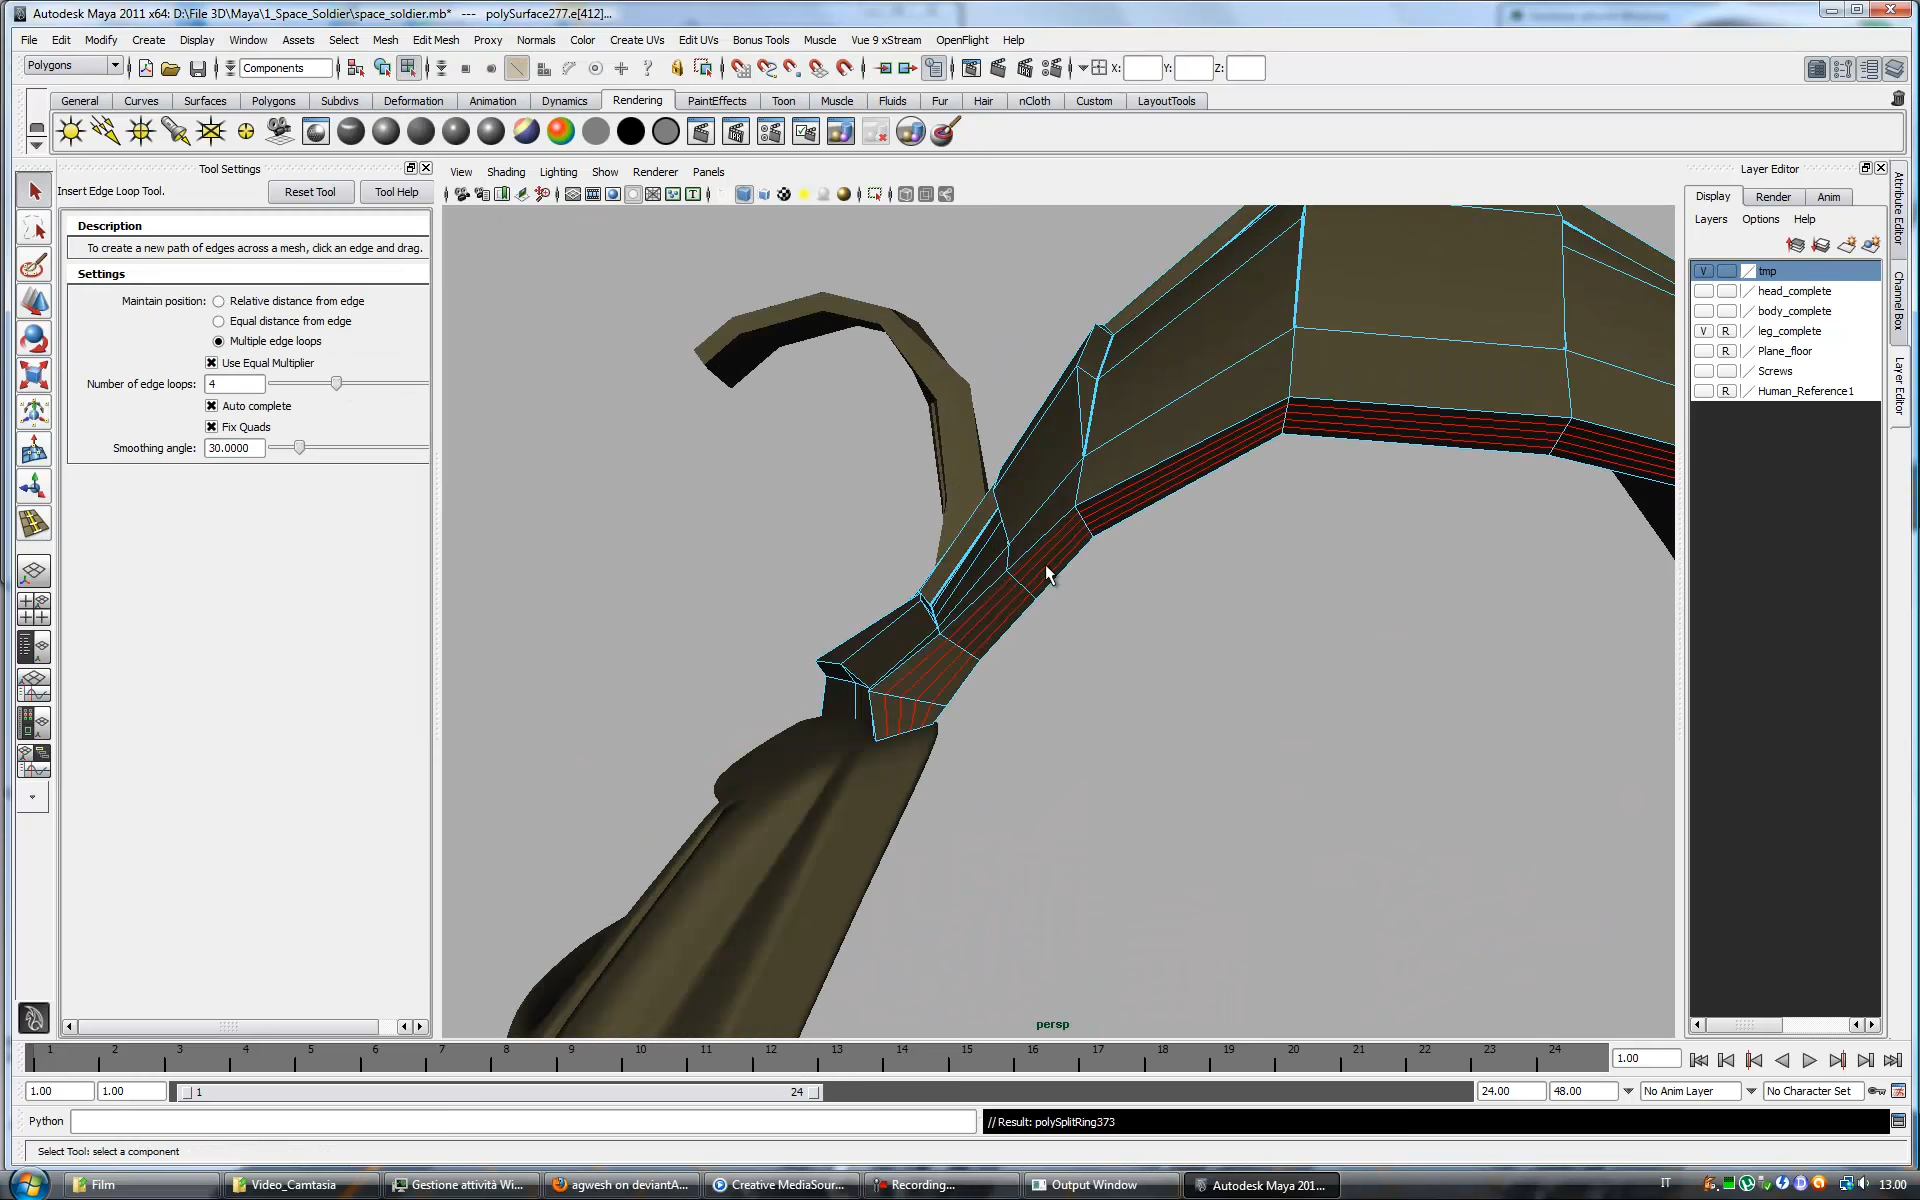 Autodesk Maya 2011 x64: D:\File 3D\Maya\1_Space_Soldier\space_soldier.mb*   ---   polySurface277.e[412]...
File Edit Modify Create Display Window Assets Select Mesh Edit Mesh Proxy Normals Color Create UVs Edit UVs Bonus Tools Muscle Vue 9 xStream OpenFlight Help
Polygons Components X: Y: Z:
General Curves Surfaces Polygons Subdivs Deformation Animation Dynamics Rendering PaintEffects Toon Muscle Fluids Fur Hair nCloth Custom LayoutTools
Tool Settings
Insert Edge Loop Tool. Reset Tool Tool Help
Description
To create a new path of edges across a mesh, click an edge and drag.
Settings
Maintain position: Relative distance from edge
Equal distance from edge
Multiple edge loops
Use Equal Multiplier
Number of edge loops: 4
Auto complete
Fix Quads
Smoothing angle: 30.0000
View Shading Lighting Show Renderer Panels
persp
Layer Editor
Display Render Anim
Layers Options Help
V tmp
head_complete
body_complete
V R leg_complete
R Plane_floor
Screws
R Human_Reference1
Attribute Editor
Channel Box
Layer Editor
1 2 3 4 5 6 7 8 9 10 11 12 13 14 15 16 17 18 19 20 21 22 23 24 1.00
1.00 1.00 1 24 24.00 48.00 No Anim Layer No Character Set
Python // Result: polySplitRing373
Select Tool: select a component
Film Video_Camtasia Gestione attività Wi... agwesh on deviantA... Creative MediaSour... Recording... Output Window Autodesk Maya 201... IT 13.00